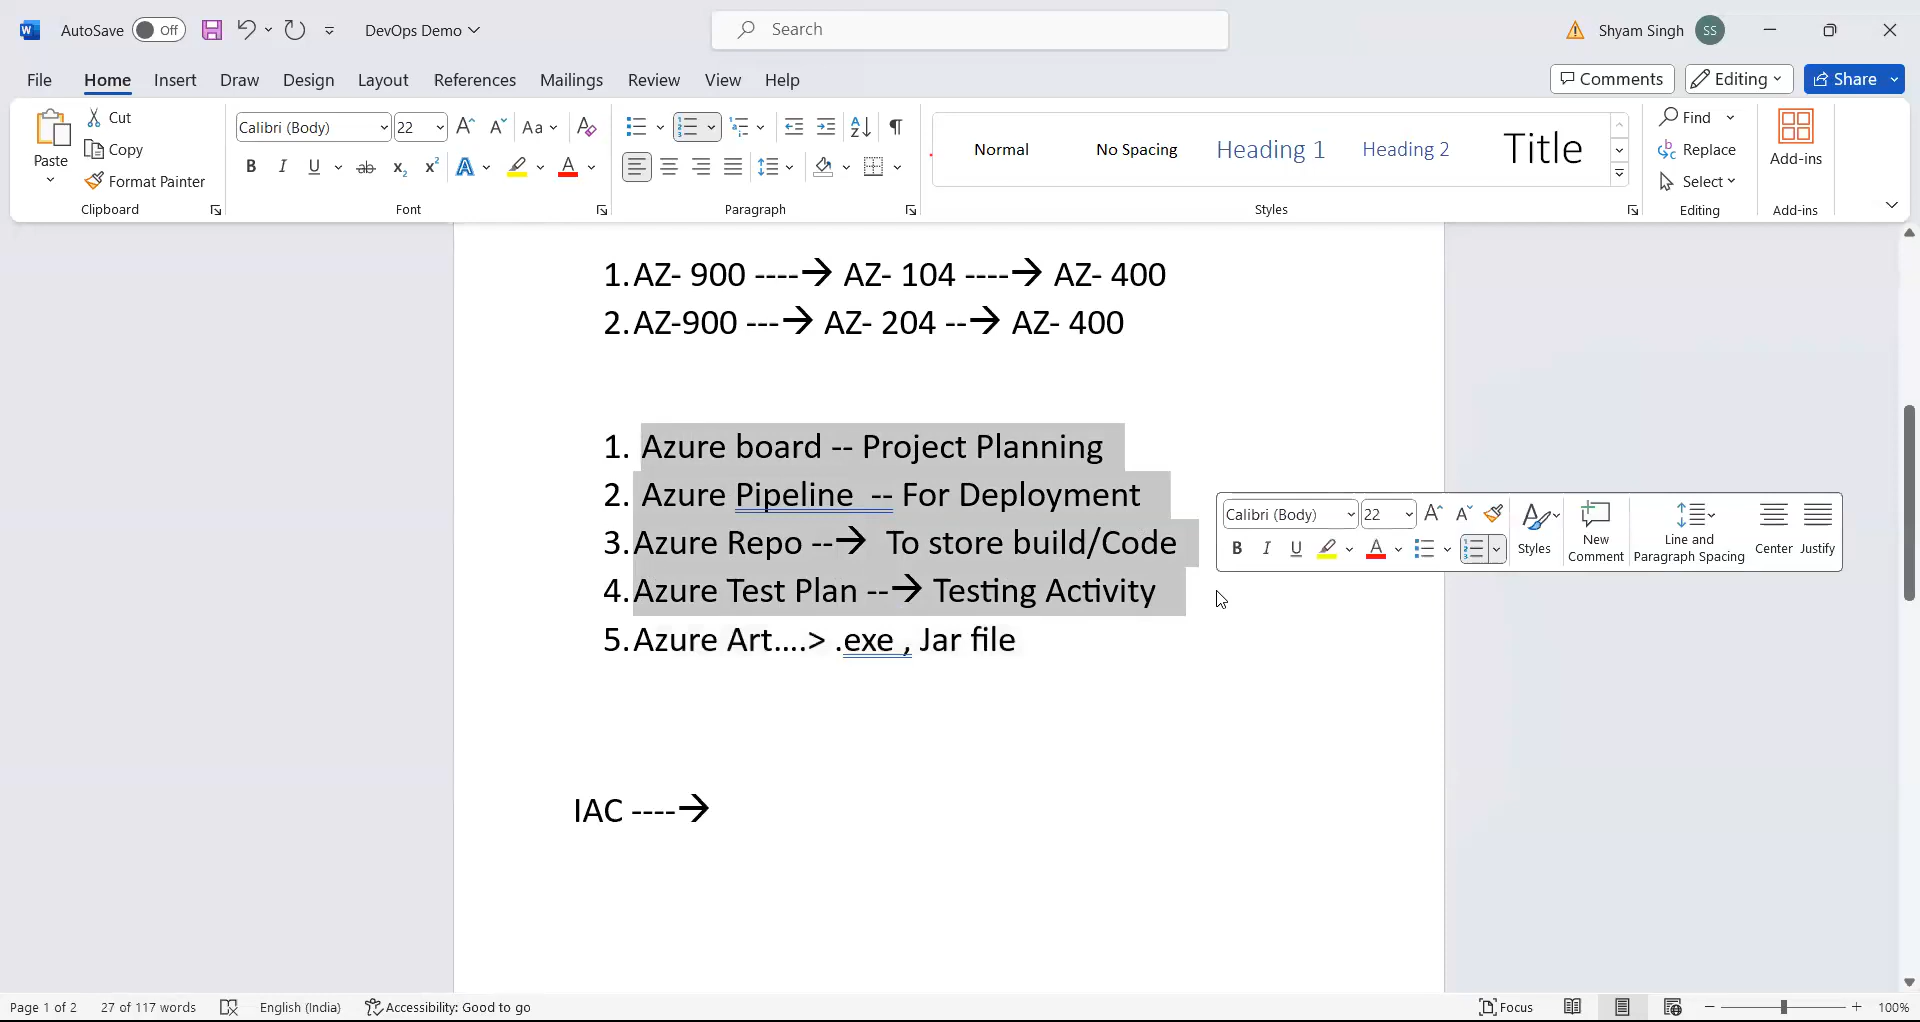 AutoSave Off DevOps Demo Search Shyam Singh SS
File Home Insert Draw Design Layout References Mailings Review View Help Comments Editing Share
Paste Cut Copy Format Painter Clipboard
Calibri (Body) 22 Aa B I U ab x₂ x² A A Font
Paragraph
Normal No Spacing Heading 1 Heading 2 Title Styles
Find Replace Select Editing
Add-ins Add-ins
1. AZ- 900 ----→ AZ- 104 ----→ AZ- 400
2. AZ-900 ---→ AZ- 204 --→ AZ- 400
1. Azure board -- Project Planning
2. Azure Pipeline -- For Deployment
3. Azure Repo --→ To store build/Code
4. Azure Test Plan --→ Testing Activity
5. Azure Art....> .exe , Jar file
Calibri (Body) 22
B I U A Styles New Comment Line and Paragraph Spacing Center Justify
IAC ----→
Page 1 of 2 27 of 117 words English (India) Accessibility: Good to go Focus 100%